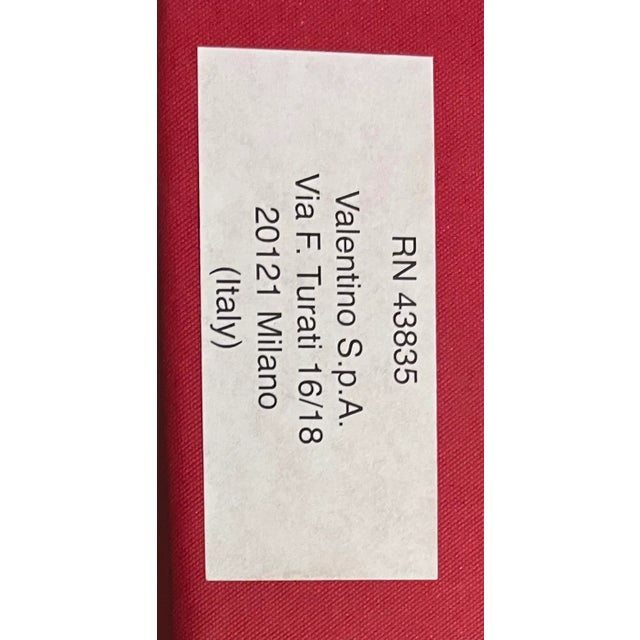 RN 43835
Valentino S.p.A.
Via F. Turati 16/18
20121 Milano
(Italy)